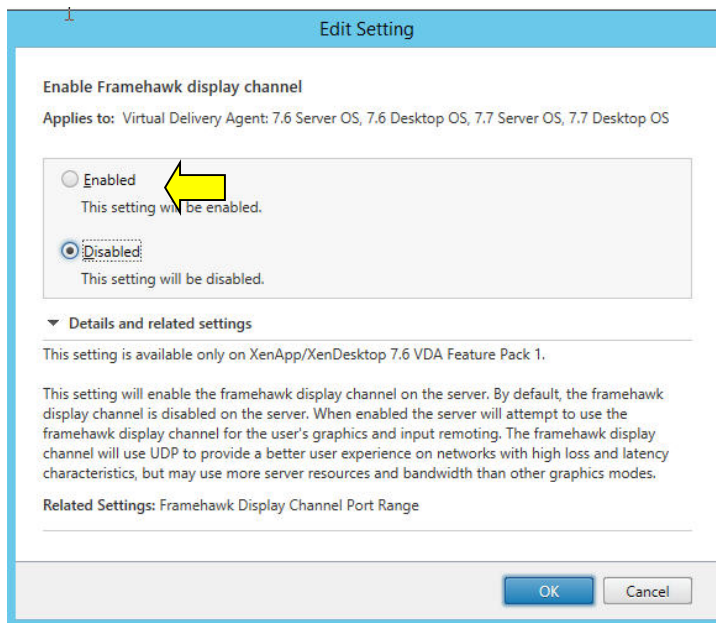 Edit Setting
Enable Framehawk display channel
Applies to: Virtual Delivery Agent: 7.6 Server OS, 7.6 Desktop OS, 7.7 Server OS, 7.7 Desktop OS
Enabled
This setting will be enabled.
Disabled
This setting will be disabled.
Details and related settings
This setting is available only on XenApp/XenDesktop 7.6 VDA Feature Pack 1.
This setting will enable the framehawk display channel on the server. By default, the framehawk
display channel is disabled on the server. When enabled the server will attempt to use the
framehawk display channel for the user's graphics and input remoting. The framehawk display
channel will use UDP to provide a better user experience on networks with high loss and latency
characteristics, but may use more server resources and bandwidth than other graphics modes.
Related Settings: Framehawk Display Channel Port Range
OK
Cancel